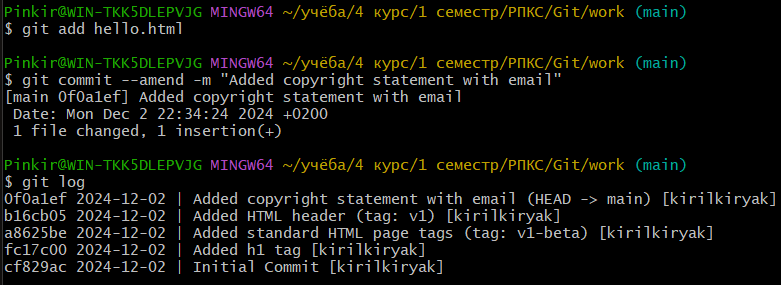 Pinkir@WIN-TKK5DLEPVJG MINGW64 ~/учёба/4 курс/1 семестр/РПКС/Git/work (main)
$ git add hello.html
Pinkir@WIN-TKK5DLEPVJG MINGW64 ~/учёба/4 курс/1 семестр/РПКС/Git/work (main)
$ git commit --amend -m "Added copyright statement with email"
[main 0f0a1ef] Added copyright statement with email
Date: Mon Dec 2 22:34:24 2024 +0200
1 file changed, 1 insertion(+)
Pinkir@WIN-TKK5DLEPVJG MINGW64 ~/учёба/4 курс/1 семестр/РПКС/Git/work (main)
$ git log
0f0a1ef 2024-12-02 | Added copyright statement with email (HEAD -> main) [kirilkiryak]
b16cb05 2024-12-02 | Added HTML header (tag: v1) [kirilkiryak]
a8625be 2024-12-02 | Added standard HTML page tags (tag: v1-beta) [kirilkiryak]
fc17c00 2024-12-02 | Added h1 tag [kirilkiryak]
cf829ac 2024-12-02 | Initial Commit [kirilkiryak]